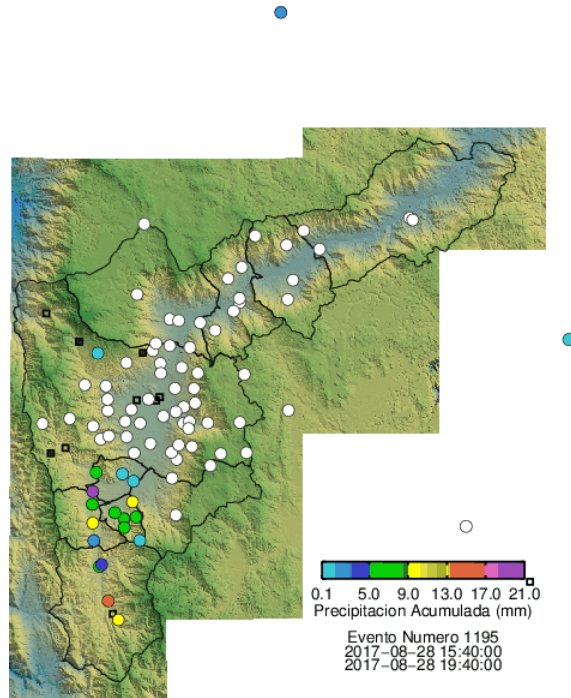 0.1 5.0 9.0 13.0 17.0 21.0
Precipitacion Acumulada (mm)
Evento Numero 1195
2017-08-28 15:40:00
2017-08-28 19:40:00